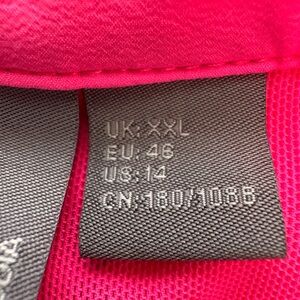 UK: XXL
EU: 46
US: 14
CN: 180/108B